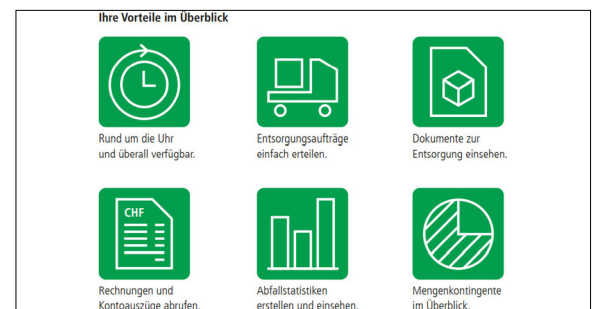 Ihre Vorteile im Überblick
Rund um die Uhr
und überall verfügbar.
Entsorgungsaufträge
einfach erteilen.
Dokumente zur
Entsorgung einsehen.
CHF
Rechnungen und
Kontoauszüge abrufen.
Abfallstatistiken
erstellen und einsehen.
Mengenkontingente
im Überblick.